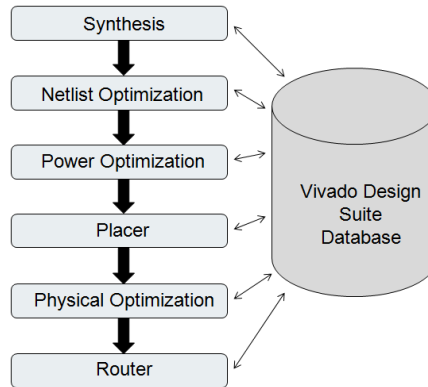 Synthesis
Netlist Optimization
Power Optimization
Placer
Physical Optimization
Router
Vivado Design
Suite
Database